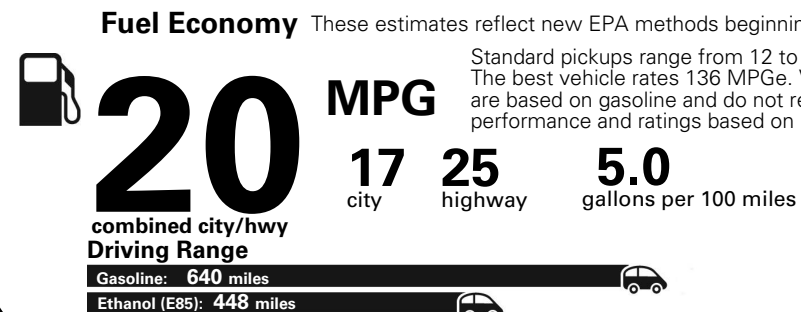 Fuel Economy These estimates reflect new EPA methods beginnin
Standard pickups range from 12 to
The best vehicle rates 136 MPGe. V
are based on gasoline and do not re
performance and ratings based on
20 MPG
17 city
25 highway
5.0 gallons per 100 miles
combined city/hwy
Driving Range
Gasoline: 640 miles
Ethanol (E85): 448 miles